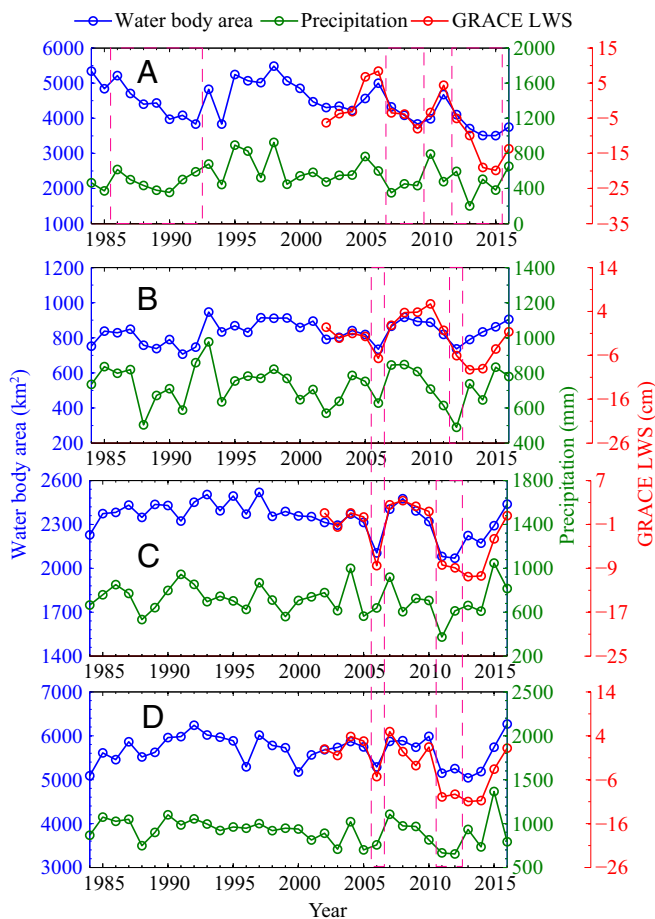 Water body area Precipitation GRACE LWS
6000 5000 4000 3000 2000 1000
A
2000 1600 1200 800 400 0
15 5 −5 −15 −25 −35
1985 1990 1995 2000 2005 2010 2015
1200 1000 800 600 400 200
B
1400 1200 1000 800 600 400
14 4 −6 −16 −26
1985 1990 1995 2000 2005 2010 2015
Water body area (km²)
Precipitation (mm)
GRACE LWS (cm)
2600 2300 2000 1700 1400
C
1800 1600 1400 1200 1000 800 600 400 200
7 −1 −9 −17 −25
1985 1990 1995 2000 2005 2010 2015
7000 6000 5000 4000 3000
D
2500 2000 1500 1000 500
14 4 −6 −16 −26
1985 1990 1995 2000 2005 2010 2015
Year